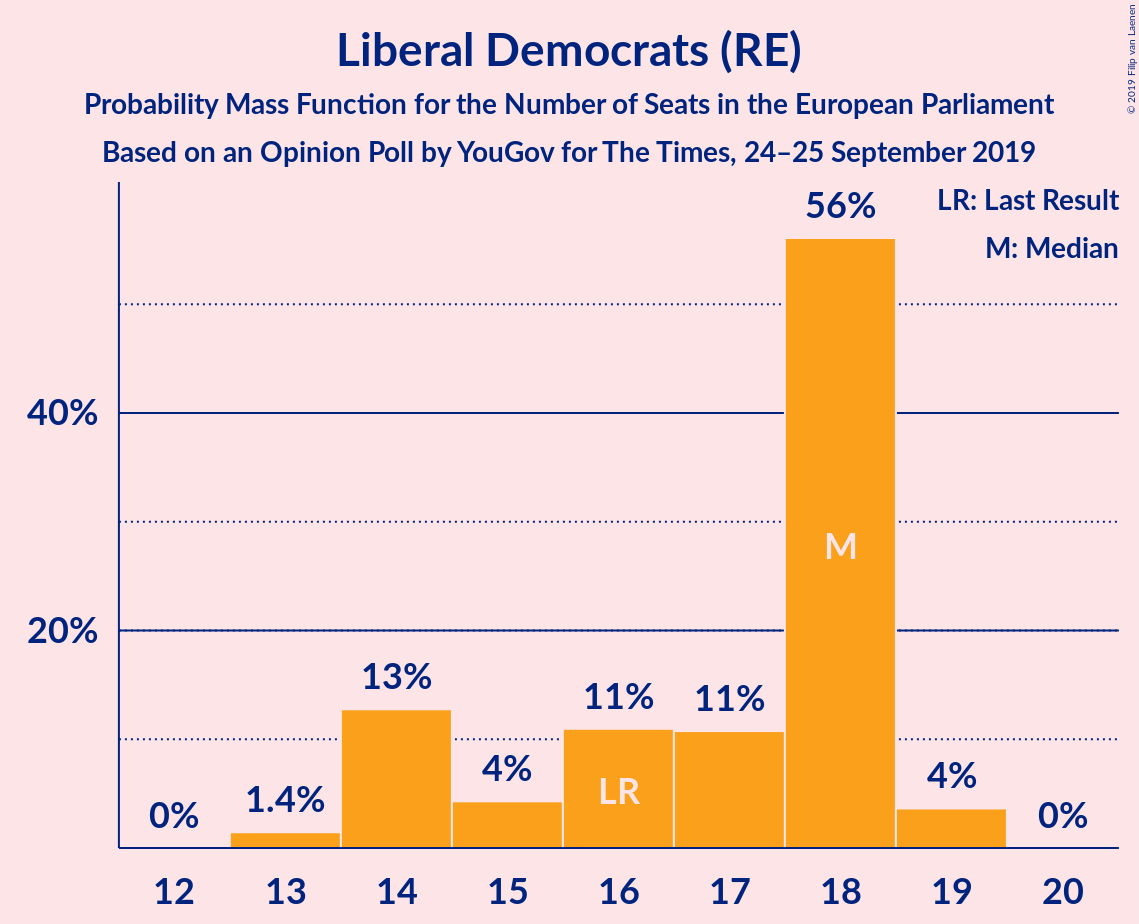 Liberal Democrats (RE)
Probability Mass Function for the Number of Seats in the European Parliament
Based on an Opinion Poll by YouGov for The Times, 24–25 September 2019
© 2019 Filip van Laenen
LR: Last Result
M: Median
56%
40%
M
20%
13%
11%
11%
4%
4%
LR
1.4%
0%
0%
12 13 14 15 16 17 18 19 20